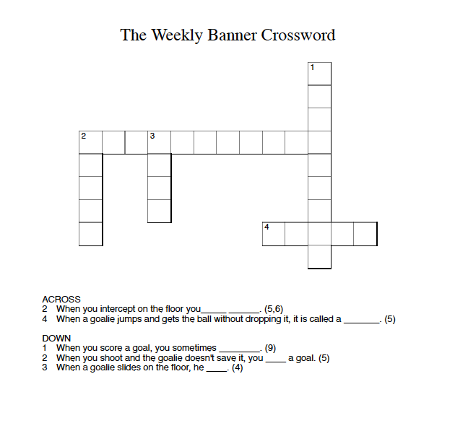 The Weekly Banner Crossword
1
2
3
4
ACROSS
2 When you intercept on the floor you_____ ______. (5,6)
4 When a goalie jumps and gets the ball without dropping it, it is called a _______. (5)
DOWN
1 When you score a goal, you sometimes ________. (9)
2 When you shoot and the goalie doesn't save it, you ____ a goal. (5)
3 When a goalie slides on the floor, he ____. (4)